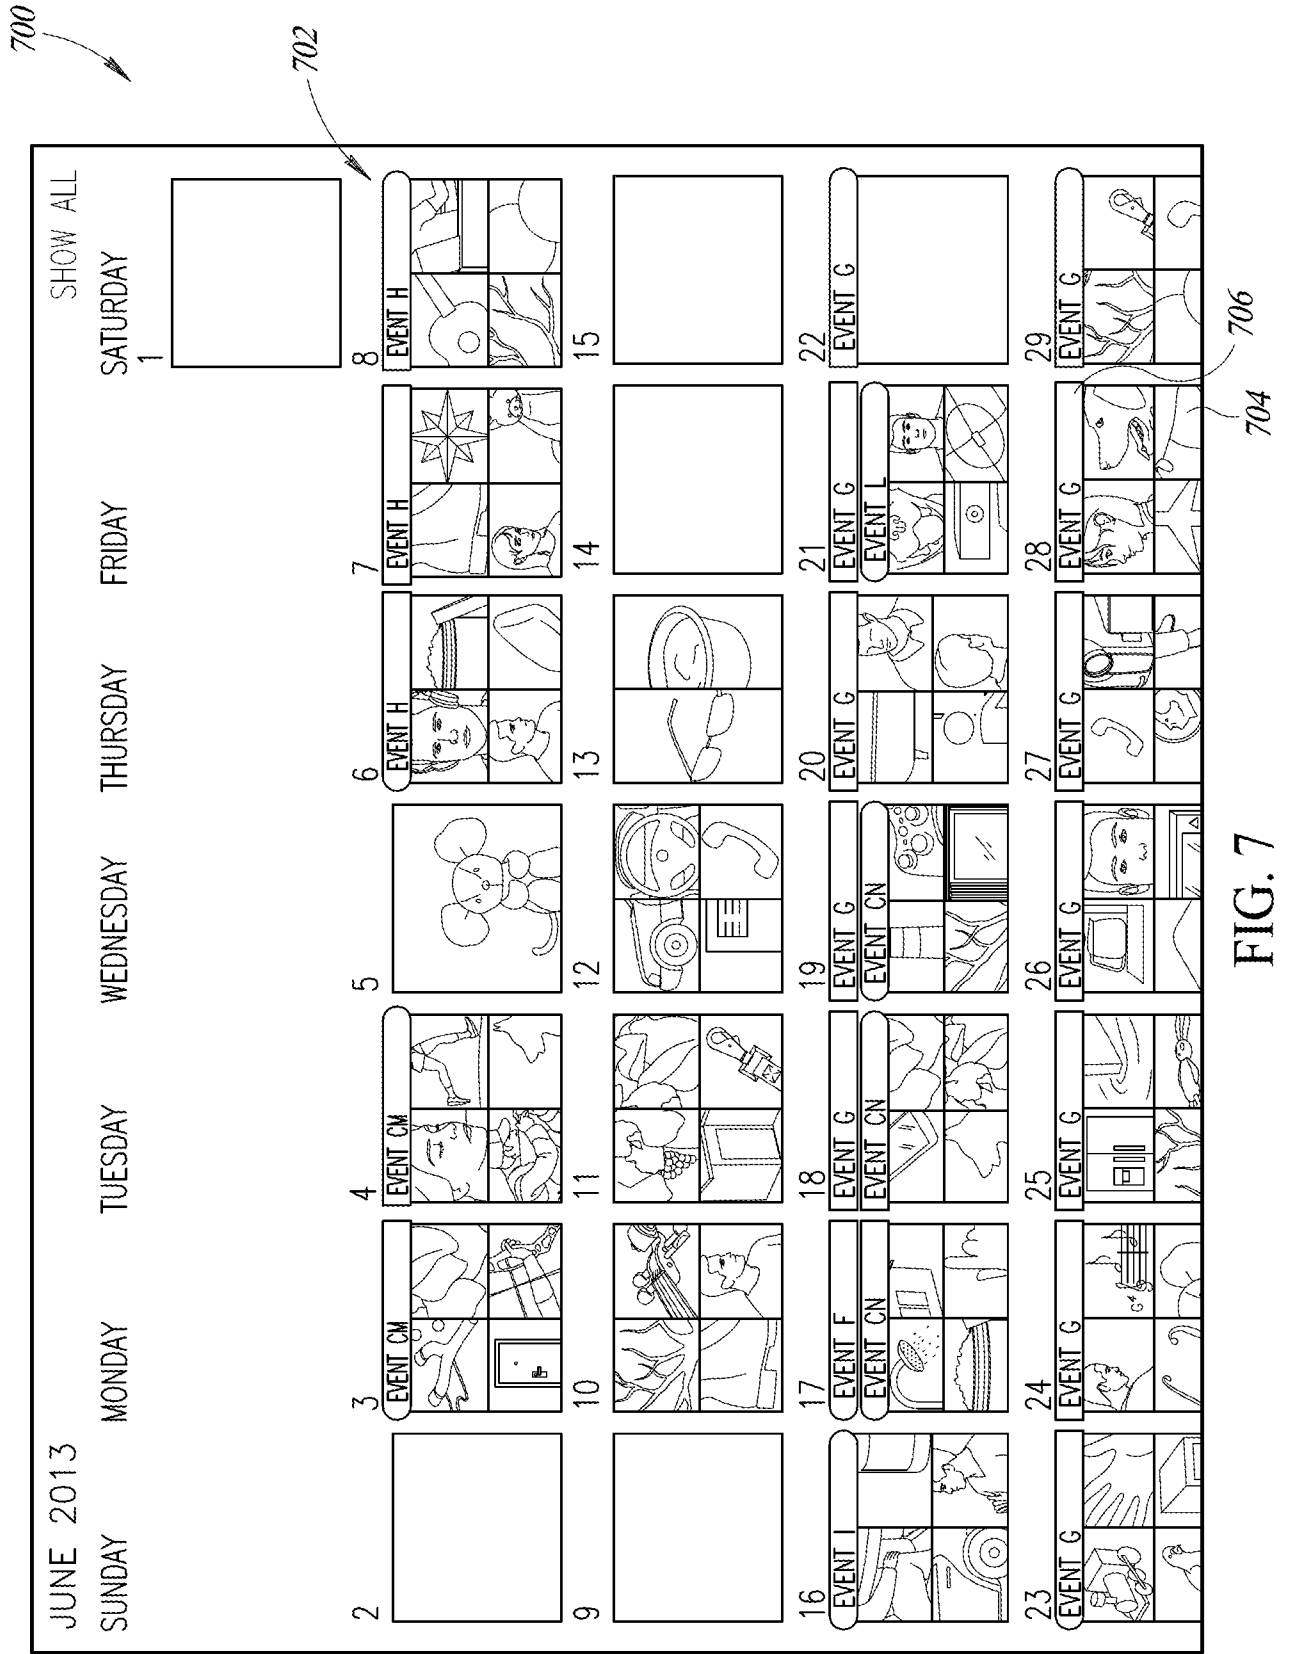 700
702
JUNE 2013
SHOW ALL
SUNDAY MONDAY TUESDAY WEDNESDAY THURSDAY FRIDAY SATURDAY
1
2 3 4 5 6 7 8
EVENT CM EVENT CM EVENT H EVENT H EVENT H
9 10 11 12 13 14 15
16 17 18 19 20 21 22
EVENT I EVENT F EVENT G EVENT G EVENT G EVENT G EVENT G
EVENT CN EVENT CN EVENT CN EVENT L
23 24 25 26 27 28 29
EVENT G EVENT G EVENT G EVENT G EVENT G EVENT G EVENT G
G4
706
704
FIG. 7